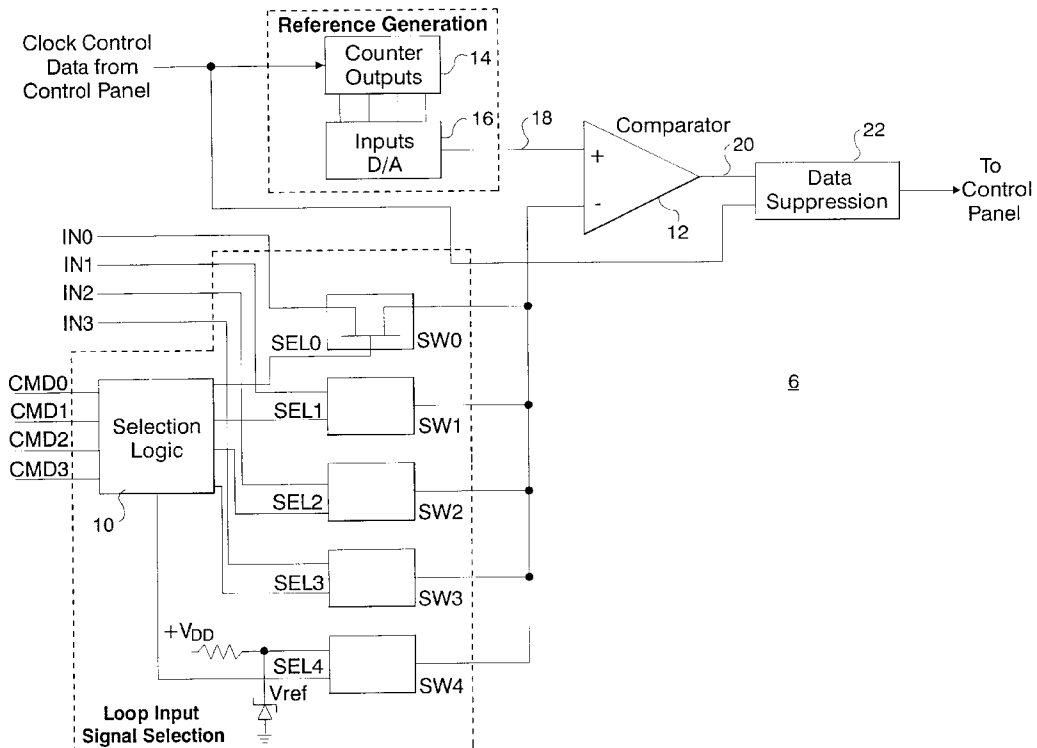 Reference Generation
Clock Control
Data from
Control Panel
Counter
Outputs
14
Inputs
D/A
16
18
Comparator
+
-
12
20
22
Data
Suppression
To
Control
Panel
IN0
IN1
IN2
IN3
SEL0
SW0
CMD0
CMD1
CMD2
CMD3
Selection
Logic
10
SEL1
SW1
6
SEL2
SW2
SEL3
SW3
+VDD
SEL4
SW4
Vref
Loop Input
Signal Selection